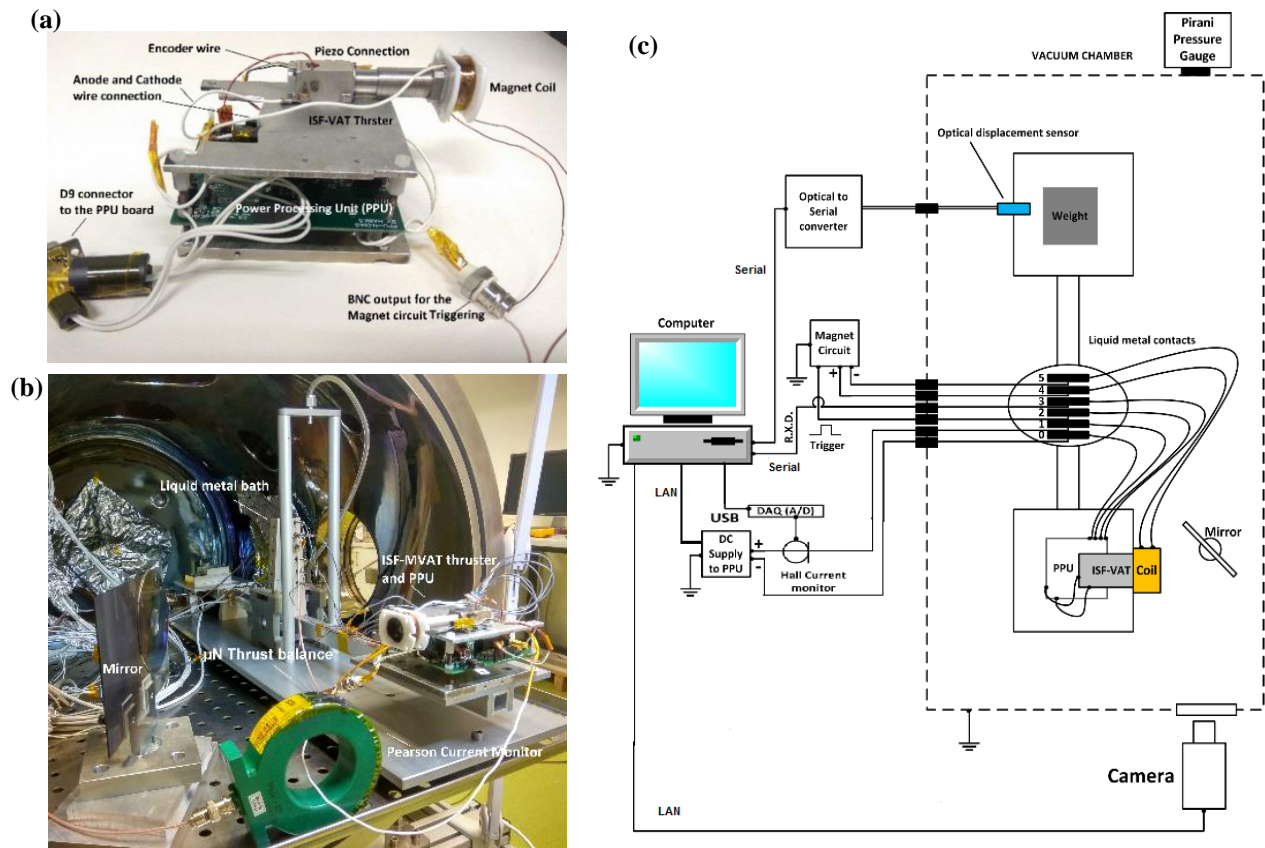 (a)
Encoder wire
Piezo Connection
Anode and Cathode
wire connection
Magnet Coil
ISF-VAT Thrster
D9 connector
to the PPU board
Power Processing Unit (PPU)
BNC output for the
Magnet circuit Triggering
(b)
Liquid metal bath
ISF-MVAT thruster
and PPU
Mirror
µN Thrust balance
Pearson Current Monitor
(c)
Pirani
Pressure
Gauge
VACUUM CHAMBER
Optical displacement sensor
Optical to
Serial
converter
Weight
Serial
Computer
Magnet
Circuit
+ -
Liquid metal contacts
5
4
3
2
1
0
R.X.D.
Trigger
Serial
LAN
USB
DAQ (A/D)
DC
Supply
to PPU
+
-
Hall Current
monitor
Mirror
PPU
ISF-VAT
Coil
Camera
LAN